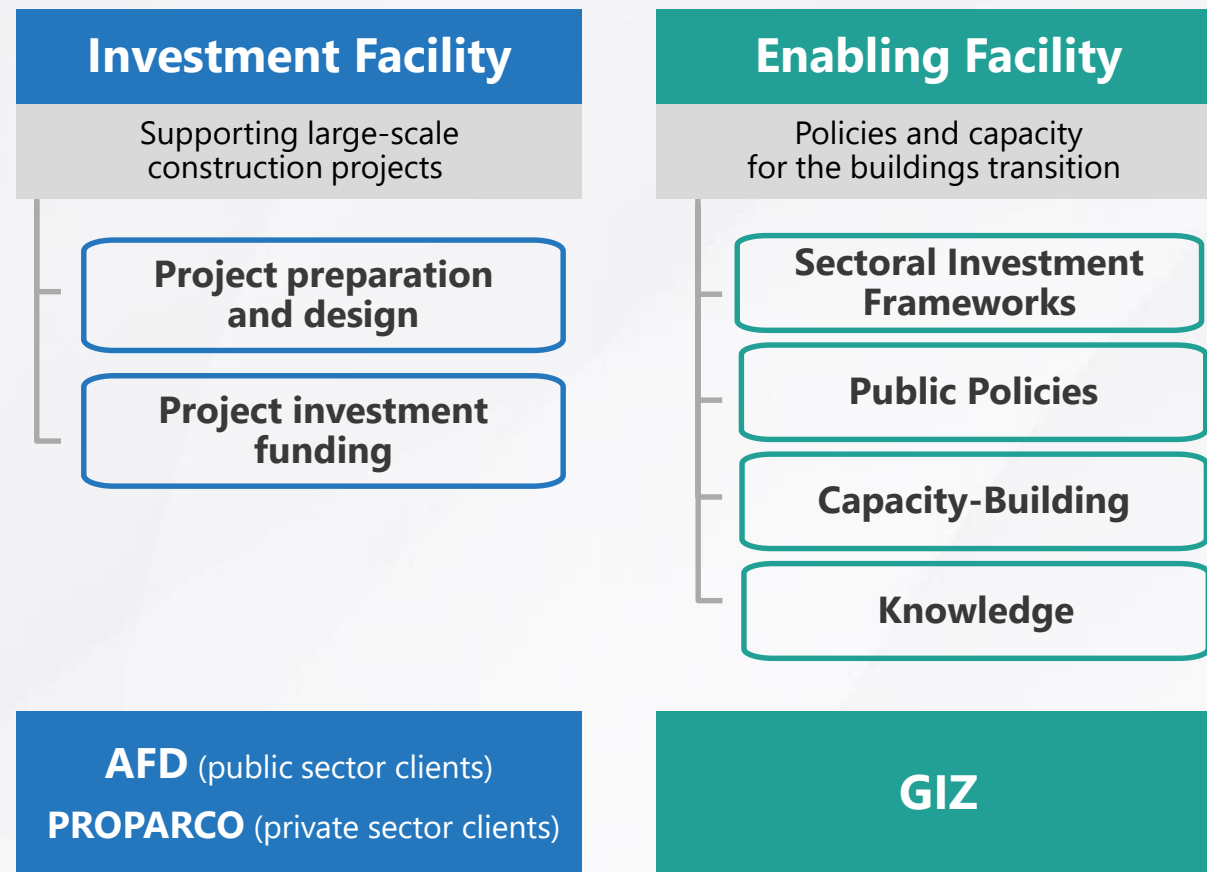 Investment Facility
Supporting large-scale
construction projects
Project preparation
and design
Project investment
funding
AFD (public sector clients)
PROPARCO (private sector clients)
Enabling Facility
Policies and capacity
for the buildings transition
Sectoral Investment
Frameworks
Public Policies
Capacity-Building
Knowledge
GIZ